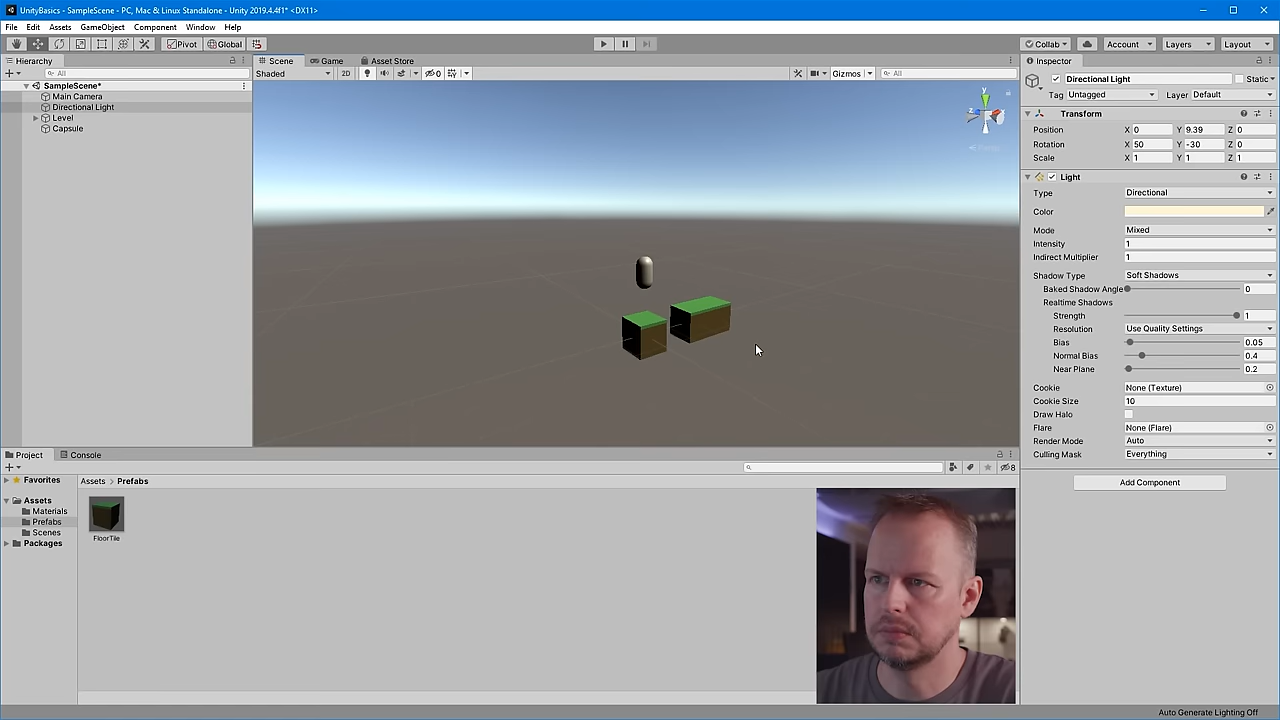 UnityBasics - SampleScene - PC, Mac & Linux Standalone - Unity 2019.4.4f1* <DX11>
File Edit Assets GameObject Component Window Help
Pivot Global Collab Account Layers Layout
Hierarchy
All
SampleScene*
Main Camera
Directional Light
Level
Capsule
Scene Game Asset Store
Shaded 2D 0 Gizmos All
y
z
Inspector
Directional Light Static
Tag Untagged Layer Default
Transform
Position X 0 Y 9.39 Z 0
Rotation X 50 Y -30 Z 0
Scale X 1 Y 1 Z 1
Light
Type Directional
Color
Mode Mixed
Intensity 1
Indirect Multiplier 1
Shadow Type Soft Shadows
Baked Shadow Angle 0
Realtime Shadows
Strength 1
Resolution Use Quality Settings
Bias 0.05
Normal Bias 0.4
Near Plane 0.2
Cookie None (Texture)
Cookie Size 10
Draw Halo
Flare None (Flare)
Render Mode Auto
Culling Mask Everything
Add Component
Project Console
8
Favorites
Assets
Materials
Prefabs
Scenes
Packages
Assets > Prefabs
FloorTile
Auto Generate Lighting Off